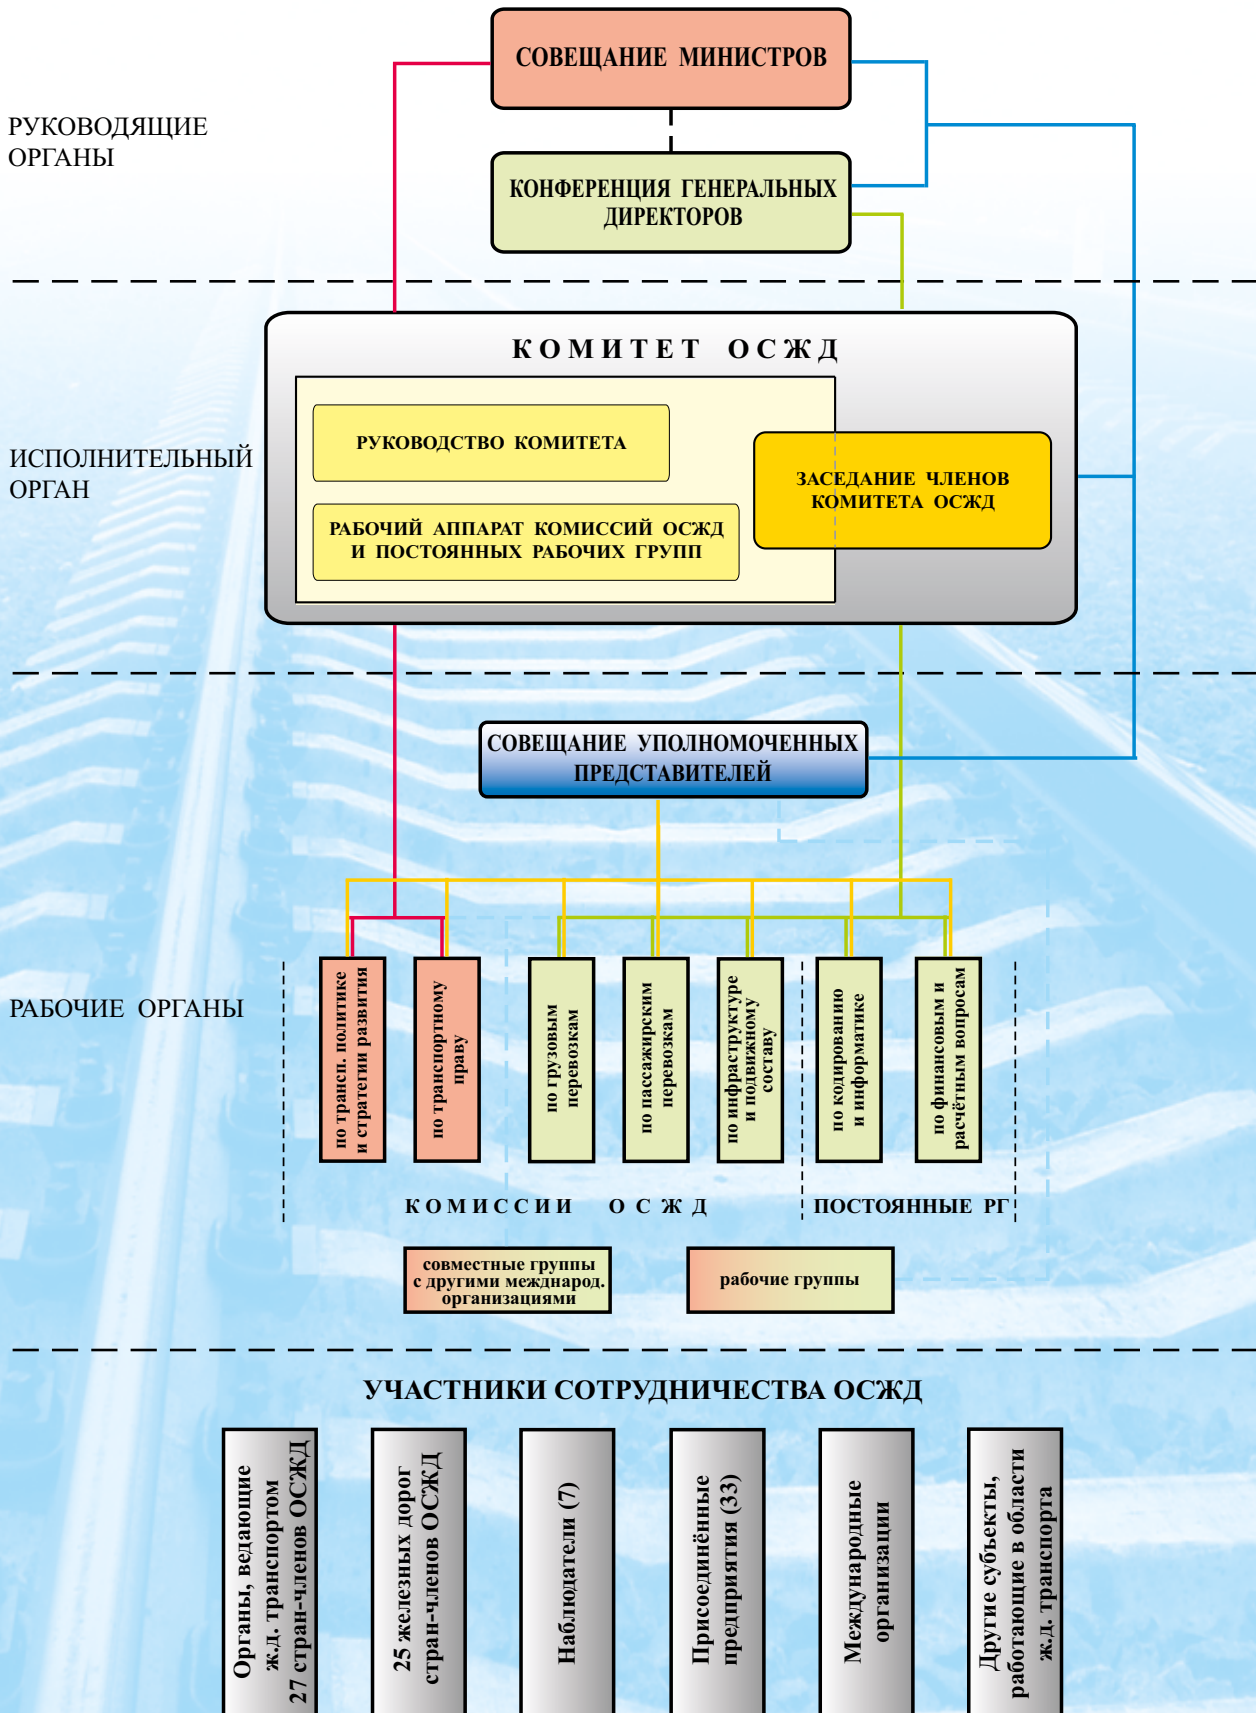 СОВЕЩАНИЕ МИНИСТРОВ
РУКОВОДЯЩИЕ
ОРГАНЫ
КОНФЕРЕНЦИЯ ГЕНЕРАЛЬНЫХ
ДИРЕКТОРОВ
КОМИТЕТ ОСЖД
РУКОВОДСТВО КОМИТЕТА
ИСПОЛНИТЕЛЬНЫЙ
ОРГАН
ЗАСЕДАНИЕ ЧЛЕНОВ
КОМИТЕТА ОСЖД
РАБОЧИЙ АППАРАТ КОМИССИЙ ОСЖД
И ПОСТОЯННЫХ РАБОЧИХ ГРУПП
СОВЕЩАНИЕ УПОЛНОМОЧЕННЫХ
ПРЕДСТАВИТЕЛЕЙ
РАБОЧИЕ ОРГАНЫ
по трансп. политике
и стратегии развития
по транспортному
праву
по грузовым
перевозкам
по пассажирским
перевозкам
по инфраструктуре
и подвижному
составу
по кодированию
и информатике
по финансовым и
расчётным вопросам
КОМИССИИ ОСЖД
ПОСТОЯННЫЕ РГ
совместные группы
с другими международ.
организациями
рабочие группы
УЧАСТНИКИ СОТРУДНИЧЕСТВА ОСЖД
Органы, ведающие
ж.д. транспортом
27 стран-членов ОСЖД
25 железных дорог
стран-членов ОСЖД
Наблюдатели (7)
Присоединённые
предприятия (33)
Международные
организации
Другие субъекты,
работающие в области
ж.д. транспорта